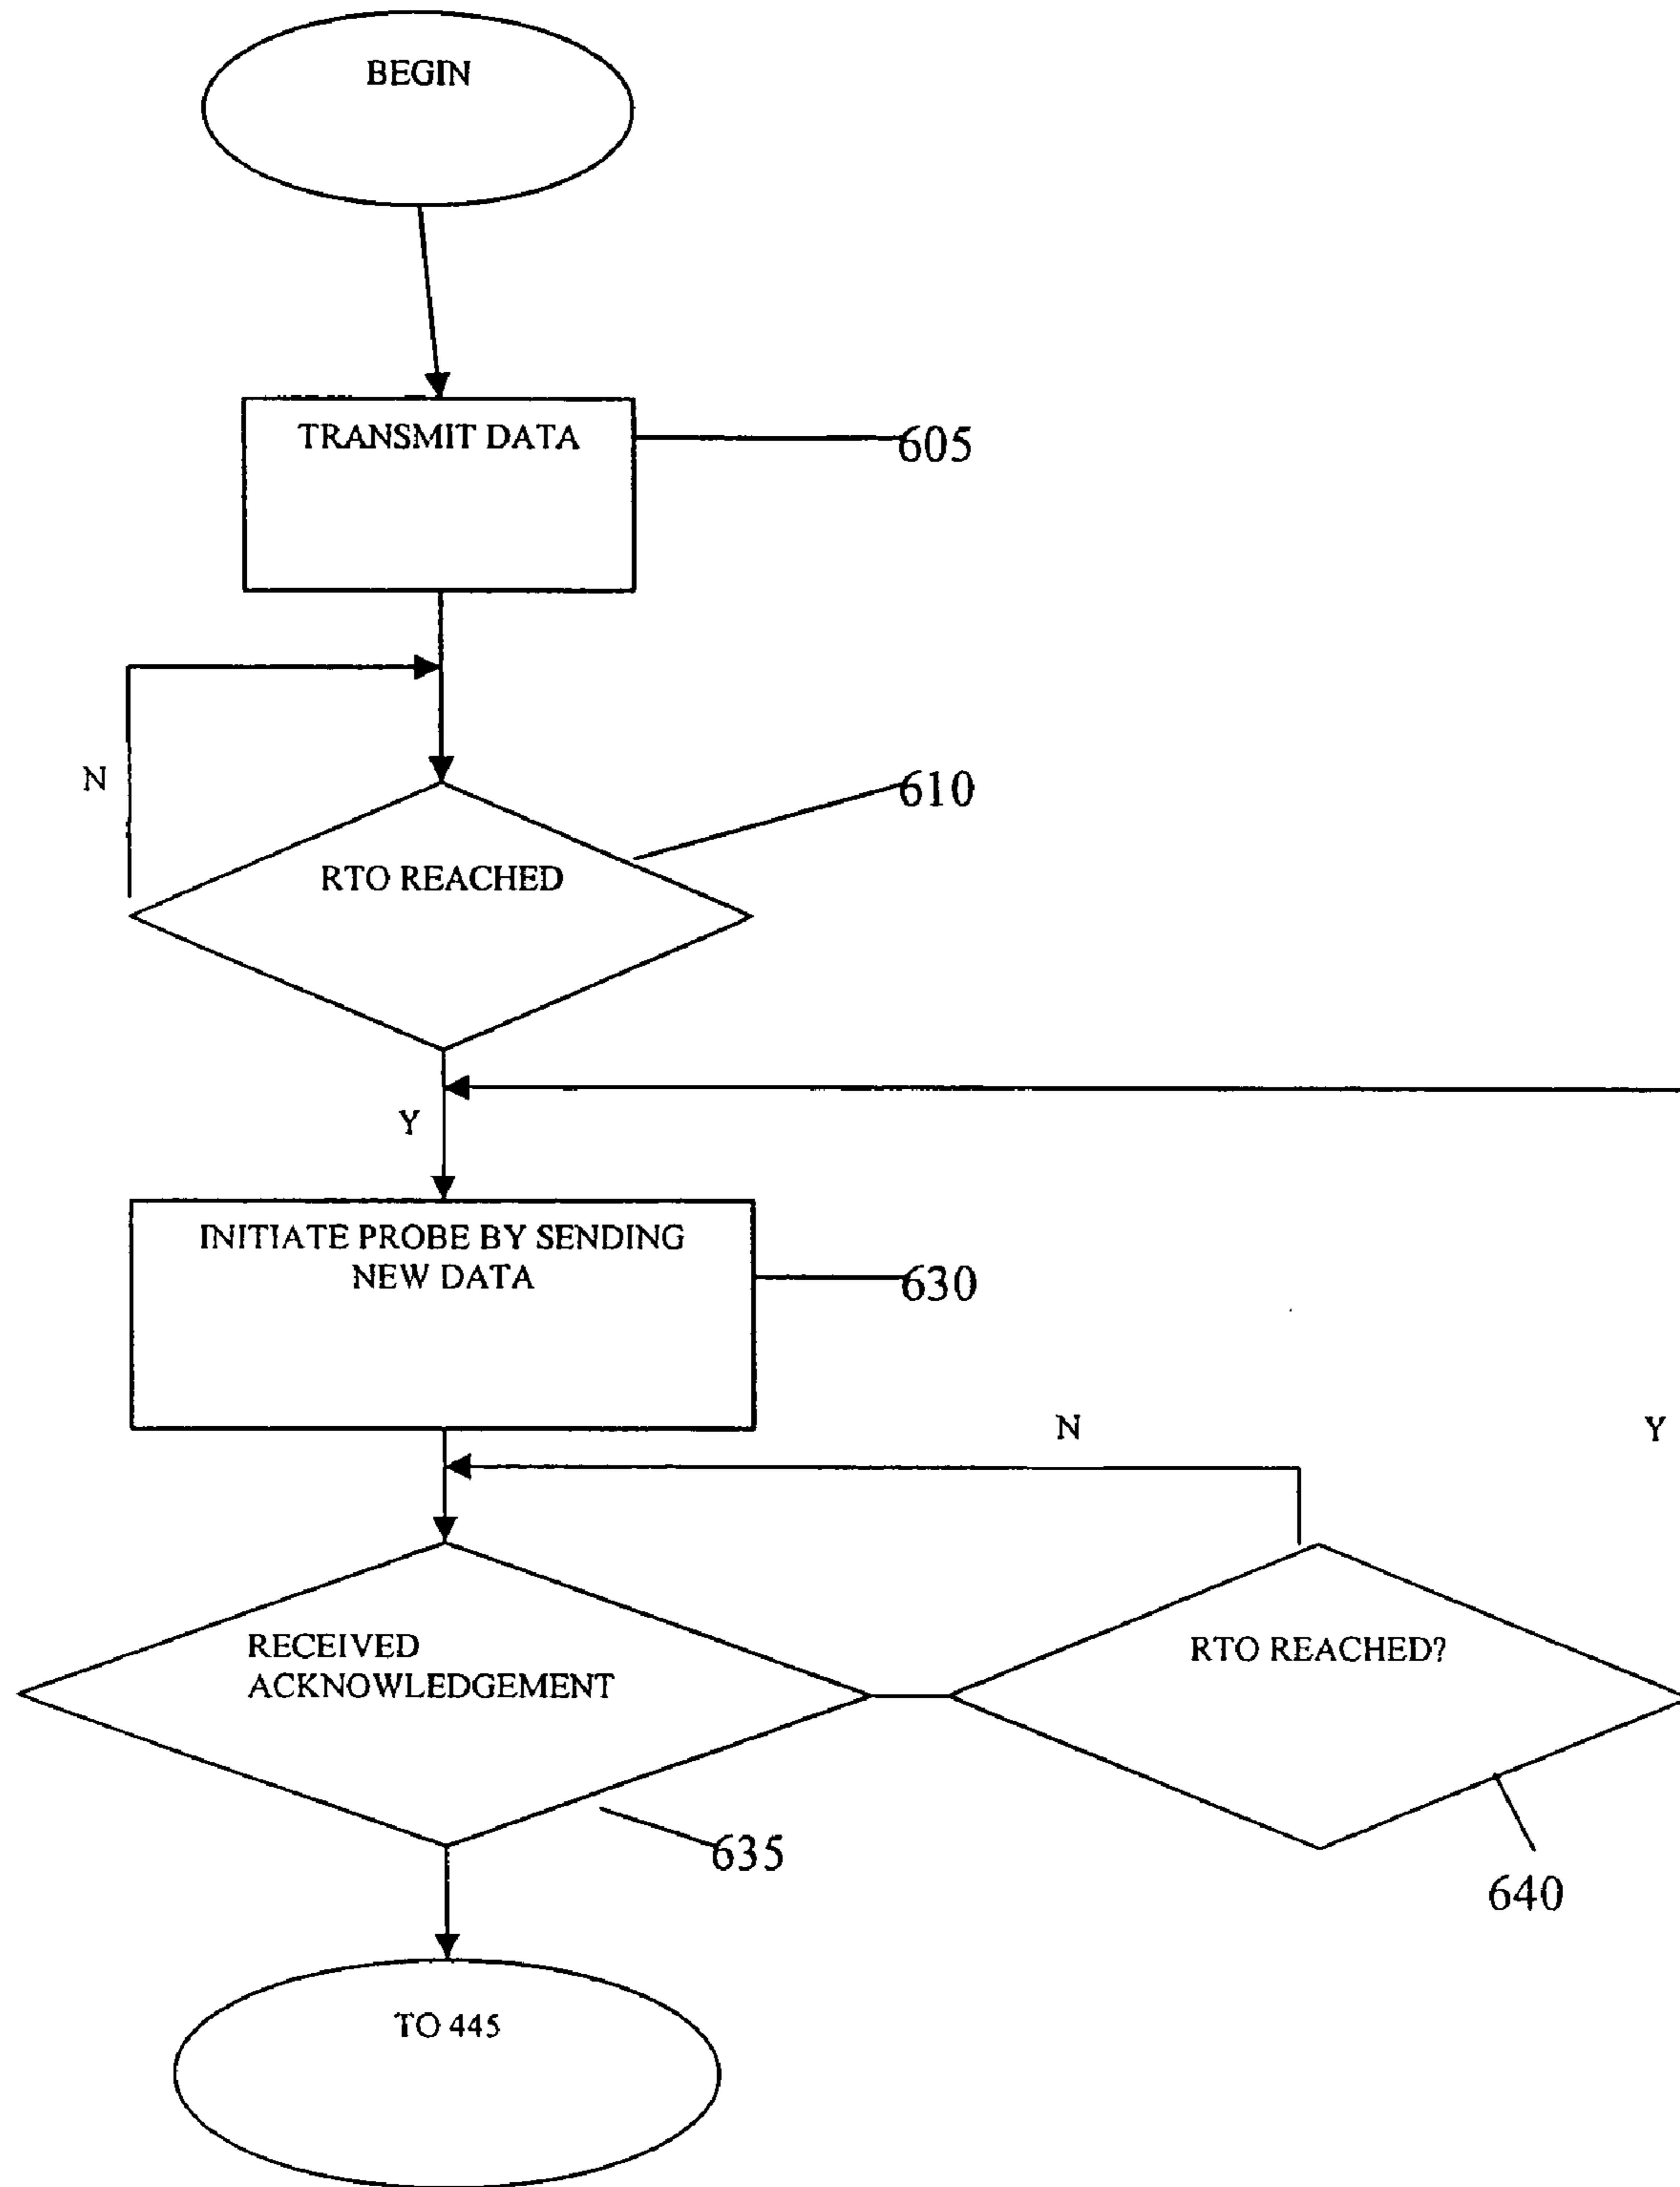 BEGIN
TRANSMIT DATA
605
N
610
RTO REACHED
Y
INITIATE PROBE BY SENDING
NEW DATA
630
N
Y
RECEIVED
ACKNOWLEDGEMENT
RTO REACHED?
635
640
TO 445